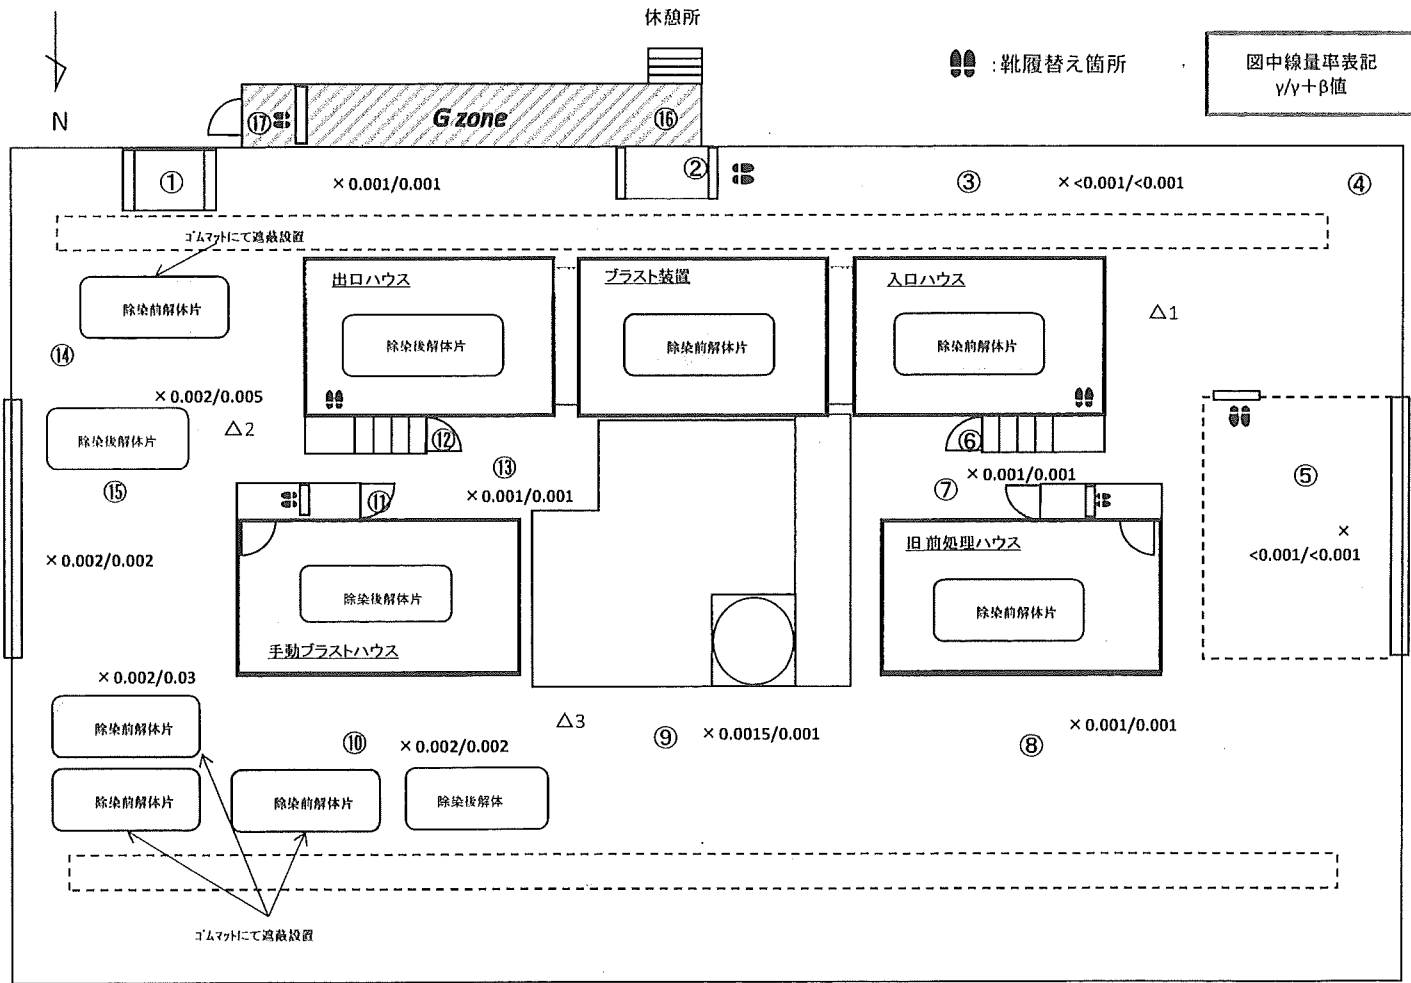 休憩所
:靴履替え箇所
図中線量率表記
γ/γ+β値
N
⑰
G zone
⑯
①
× 0.001/0.001
②
③
× <0.001/<0.001
④
ゴムマットにて遮蔽設置
除染前解体片
出口ハウス
除染後解体片
ブラスト装置
除染前解体片
入口ハウス
除染前解体片
△1
⑭
× 0.002/0.005
除染後解体片
△2
⑮
⑫
⑬
× 0.001/0.001
⑥
× 0.001/0.001
⑦
⑤
×
<0.001/<0.001
⑪
× 0.002/0.002
除染後解体片
手動ブラストハウス
旧前処理ハウス
除染前解体片
× 0.002/0.03
除染前解体片
△3
⑨
× 0.0015/0.001
⑧
× 0.001/0.001
⑩
× 0.002/0.002
除染前解体片
除染前解体片
除染後解体
ゴムマットにて遮蔽設置